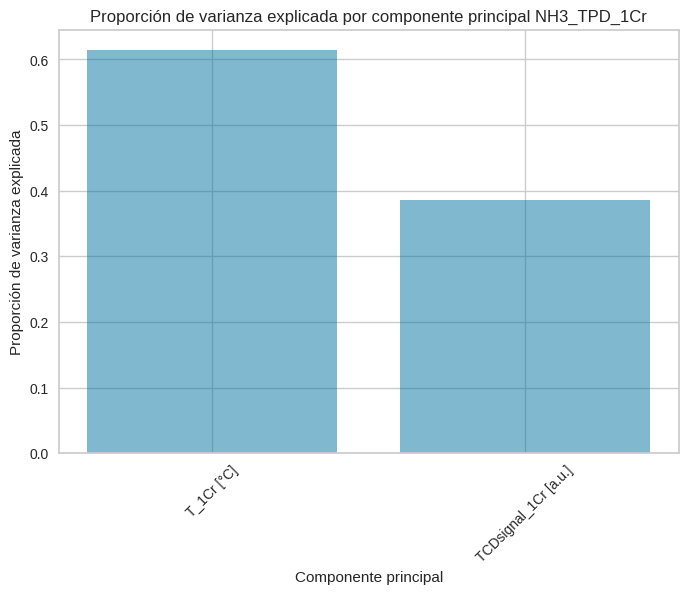 Proporción de varianza explicada por componente principal NH3_TPD_1Cr
Proporción de varianza explicada
0.6
0.5
0.4
0.3
0.2
0.1
0.0
T_1Cr [°C]
TCDsignal_1Cr [a.u.]
Componente principal